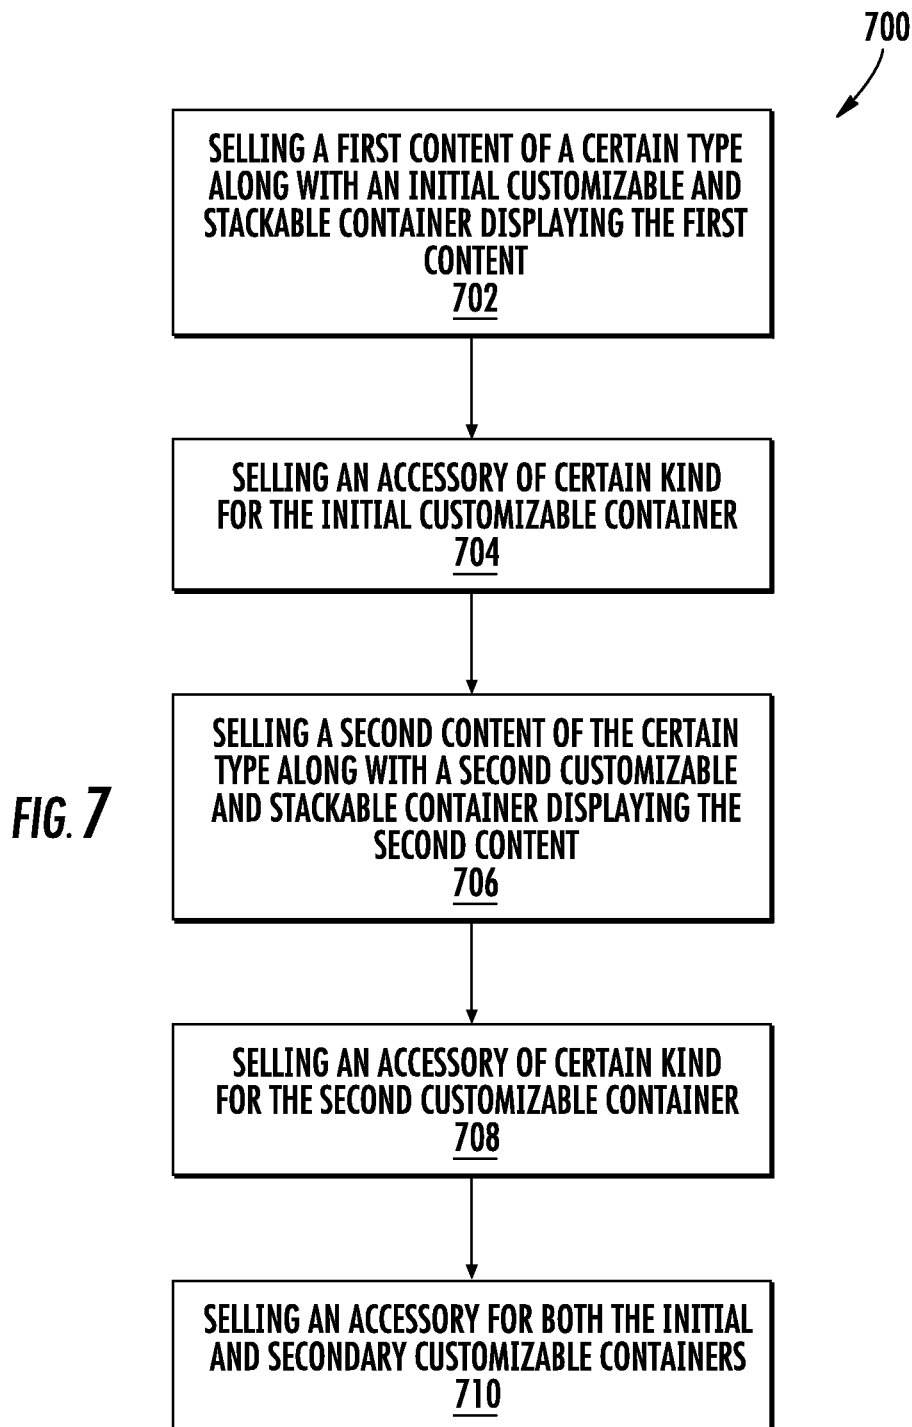 700
SELLING A FIRST CONTENT OF A CERTAIN TYPE
ALONG WITH AN INITIAL CUSTOMIZABLE AND
STACKABLE CONTAINER DISPLAYING THE FIRST
CONTENT
702
SELLING AN ACCESSORY OF CERTAIN KIND
FOR THE INITIAL CUSTOMIZABLE CONTAINER
704
SELLING A SECOND CONTENT OF THE CERTAIN
TYPE ALONG WITH A SECOND CUSTOMIZABLE
AND STACKABLE CONTAINER DISPLAYING THE
SECOND CONTENT
706
FIG. 7
SELLING AN ACCESSORY OF CERTAIN KIND
FOR THE SECOND CUSTOMIZABLE CONTAINER
708
SELLING AN ACCESSORY FOR BOTH THE INITIAL
AND SECONDARY CUSTOMIZABLE CONTAINERS
710